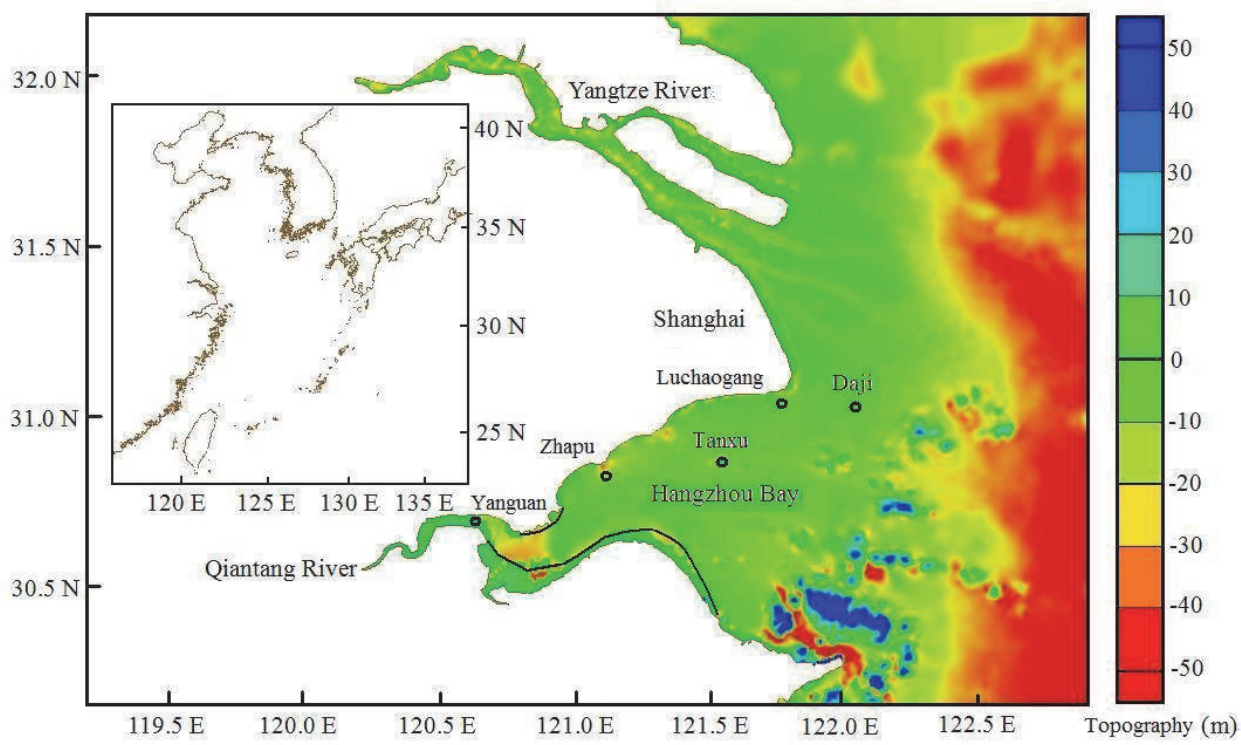 32.0 N
31.5 N
31.0 N
30.5 N
40 N
35 N
30 N
25 N
120 E
125 E
130 E
135 E
Yangtze River
Shanghai
Luchaogang
Daji
Zhapu
Tanxu
Yanguan
Hangzhou Bay
Qiantang River
119.5 E
120.0 E
120.5 E
121.0 E
121.5 E
122.0 E
122.5 E
50
40
30
20
10
0
-10
-20
-30
-40
-50
Topography (m)